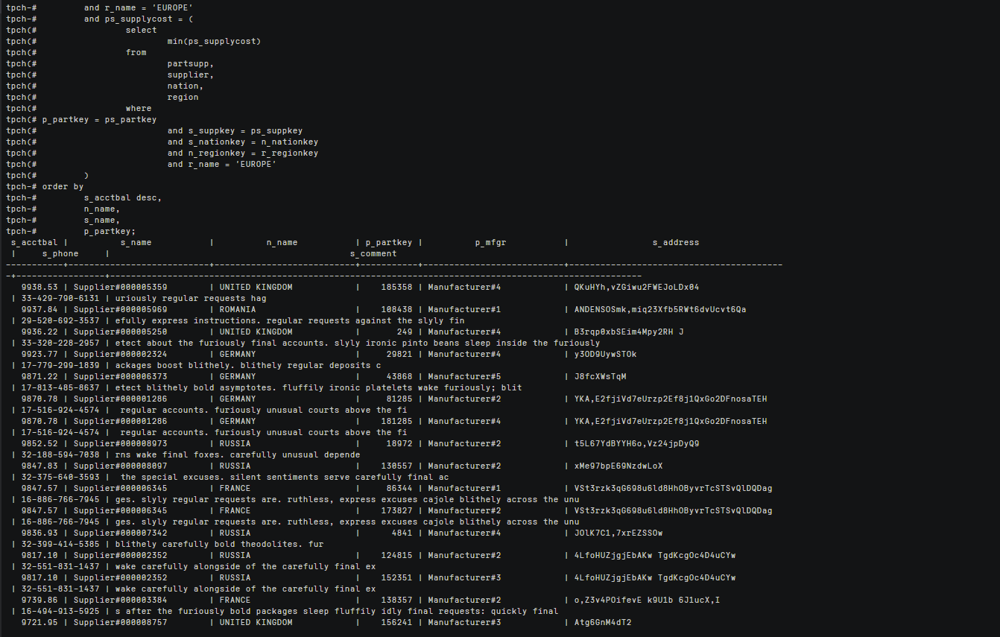 tpch-#         and r_name = 'EUROPE'
tpch-#         and ps_supplycost = (
tpch(#                 select
tpch(#                         min(ps_supplycost)
tpch(#                 from
tpch(#                         partsupp,
tpch(#                         supplier,
tpch(#                         nation,
tpch(#                         region
tpch(#                 where
tpch(# p_partkey = ps_partkey
tpch(#                         and s_suppkey = ps_suppkey
tpch(#                         and s_nationkey = n_nationkey
tpch(#                         and n_regionkey = r_regionkey
tpch(#                         and r_name = 'EUROPE'
tpch(#         )
tpch-# order by
tpch-#         s_acctbal desc,
tpch-#         n_name,
tpch-#         s_name,
tpch-#         p_partkey;
 s_acctbal |          s_name           |          n_name           | p_partkey |          p_mfgr           |                s_address
 |     s_phone     |                                              s_comment
-----------+---------------------------+---------------------------+-----------+---------------------------+-----------------------------------------
-+-----------------+------------------------------------------------------------------------------------------------------
   9938.53 | Supplier#000005359        | UNITED KINGDOM            |    185358 | Manufacturer#4            | QKuHYh,vZGiwu2FWEJoLDx04
 | 33-429-790-6131 | uriously regular requests hag
   9937.84 | Supplier#000005969        | ROMANIA                   |    108438 | Manufacturer#1            | ANDENSOSmk,miq23Xfb5RWt6dvUcvt6Qa
 | 29-520-692-3537 | efully express instructions. regular requests against the slyly fin
   9936.22 | Supplier#000005250        | UNITED KINGDOM            |       249 | Manufacturer#4            | B3rqp0xbSEim4Mpy2RH J
 | 33-320-228-2957 | etect about the furiously final accounts. slyly ironic pinto beans sleep inside the furiously
   9923.77 | Supplier#000002324        | GERMANY                   |     29821 | Manufacturer#4            | y3OD9UywSTOk
 | 17-779-299-1839 | ackages boost blithely. blithely regular deposits c
   9871.22 | Supplier#000006373        | GERMANY                   |     43868 | Manufacturer#5            | J8fcXWsTqM
 | 17-813-485-8637 | etect blithely bold asymptotes. fluffily ironic platelets wake furiously; blit
   9870.78 | Supplier#000001286        | GERMANY                   |     81285 | Manufacturer#2            | YKA,E2fjiVd7eUrzp2Ef8j1QxGo2DFnosaTEH
 | 17-516-924-4574 |  regular accounts. furiously unusual courts above the fi
   9870.78 | Supplier#000001286        | GERMANY                   |    181285 | Manufacturer#4            | YKA,E2fjiVd7eUrzp2Ef8j1QxGo2DFnosaTEH
 | 17-516-924-4574 |  regular accounts. furiously unusual courts above the fi
   9852.52 | Supplier#000008973        | RUSSIA                    |     18972 | Manufacturer#2            | t5L67YdBYYH6o,Vz24jpDyQ9
 | 32-188-594-7038 | rns wake final foxes. carefully unusual depende
   9847.83 | Supplier#000008097        | RUSSIA                    |    130557 | Manufacturer#2            | xMe97bpE69NzdwLoX
 | 32-375-640-3593 |  the special excuses. silent sentiments serve carefully final ac
   9847.57 | Supplier#000006345        | FRANCE                    |     86344 | Manufacturer#1            | VSt3rzk3qG698u6ld8HhOByvrTcSTSvQlDQDag
 | 16-886-766-7945 | ges. slyly regular requests are. ruthless, express excuses cajole blithely across the unu
   9847.57 | Supplier#000006345        | FRANCE                    |    173827 | Manufacturer#2            | VSt3rzk3qG698u6ld8HhOByvrTcSTSvQlDQDag
 | 16-886-766-7945 | ges. slyly regular requests are. ruthless, express excuses cajole blithely across the unu
   9836.93 | Supplier#000007342        | RUSSIA                    |      4841 | Manufacturer#4            | JOlK7C1,7xrEZSSOw
 | 32-399-414-5385 | blithely carefully bold theodolites. fur
   9817.10 | Supplier#000002352        | RUSSIA                    |    124815 | Manufacturer#2            | 4LfoHUZjgjEbAKw TgdKcgOc4D4uCYw
 | 32-551-831-1437 | wake carefully alongside of the carefully final ex
   9817.10 | Supplier#000002352        | RUSSIA                    |    152351 | Manufacturer#3            | 4LfoHUZjgjEbAKw TgdKcgOc4D4uCYw
 | 32-551-831-1437 | wake carefully alongside of the carefully final ex
   9739.86 | Supplier#000003384        | FRANCE                    |    138357 | Manufacturer#2            | o,Z3v4POifevE k9U1b 6J1ucX,I
 | 16-494-913-5925 | s after the furiously bold packages sleep fluffily idly final requests: quickly final
   9721.95 | Supplier#000008757        | UNITED KINGDOM            |    156241 | Manufacturer#3            | Atg6GnM4dT2